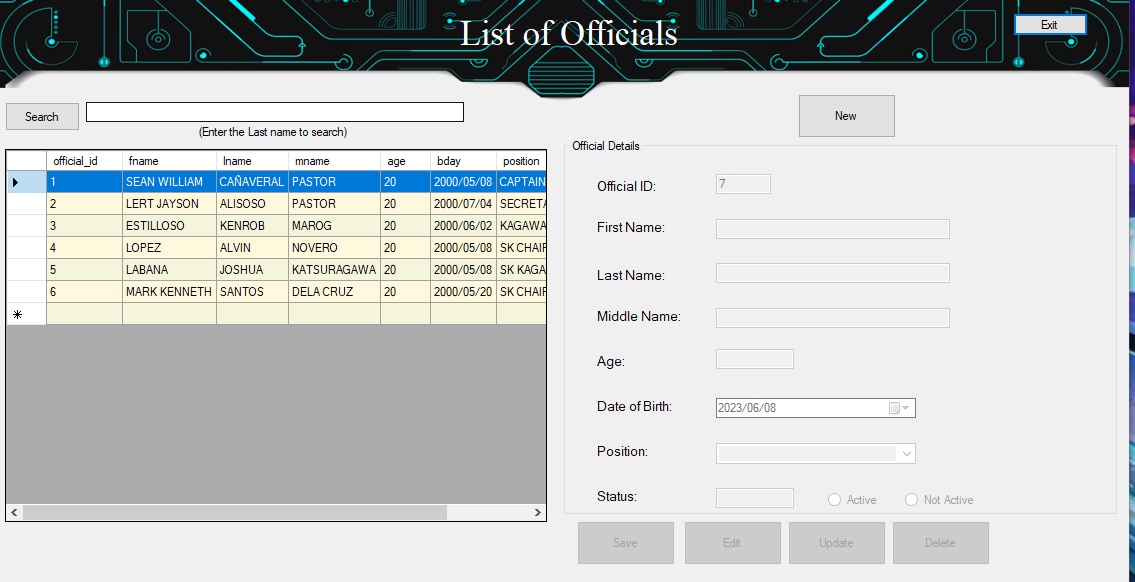 List of Officials
Exit
Search
(Enter the Last name to search)
New
official_id fname lname mname age bday position
1 SEAN WILLIAM CAÑAVERAL PASTOR 20 2000/05/08 CAPTAIN
2 LERT JAYSON ALISOSO PASTOR 20 2000/07/04 SECRETA
3 ESTILLOSO KENROB MAROG 20 2000/06/02 KAGAWA
4 LOPEZ ALVIN NOVERO 20 2000/05/08 SK CHAIR
5 LABANA JOSHUA KATSURAGAWA 20 2000/05/08 SK KAGA
6 MARK KENNETH SANTOS DELA CRUZ 20 2000/05/20 SK CHAIR
Official Details
Official ID: 7
First Name:
Last Name:
Middle Name:
Age:
Date of Birth: 2023/06/08
Position:
Status: Active Not Active
Save Edit Update Delete